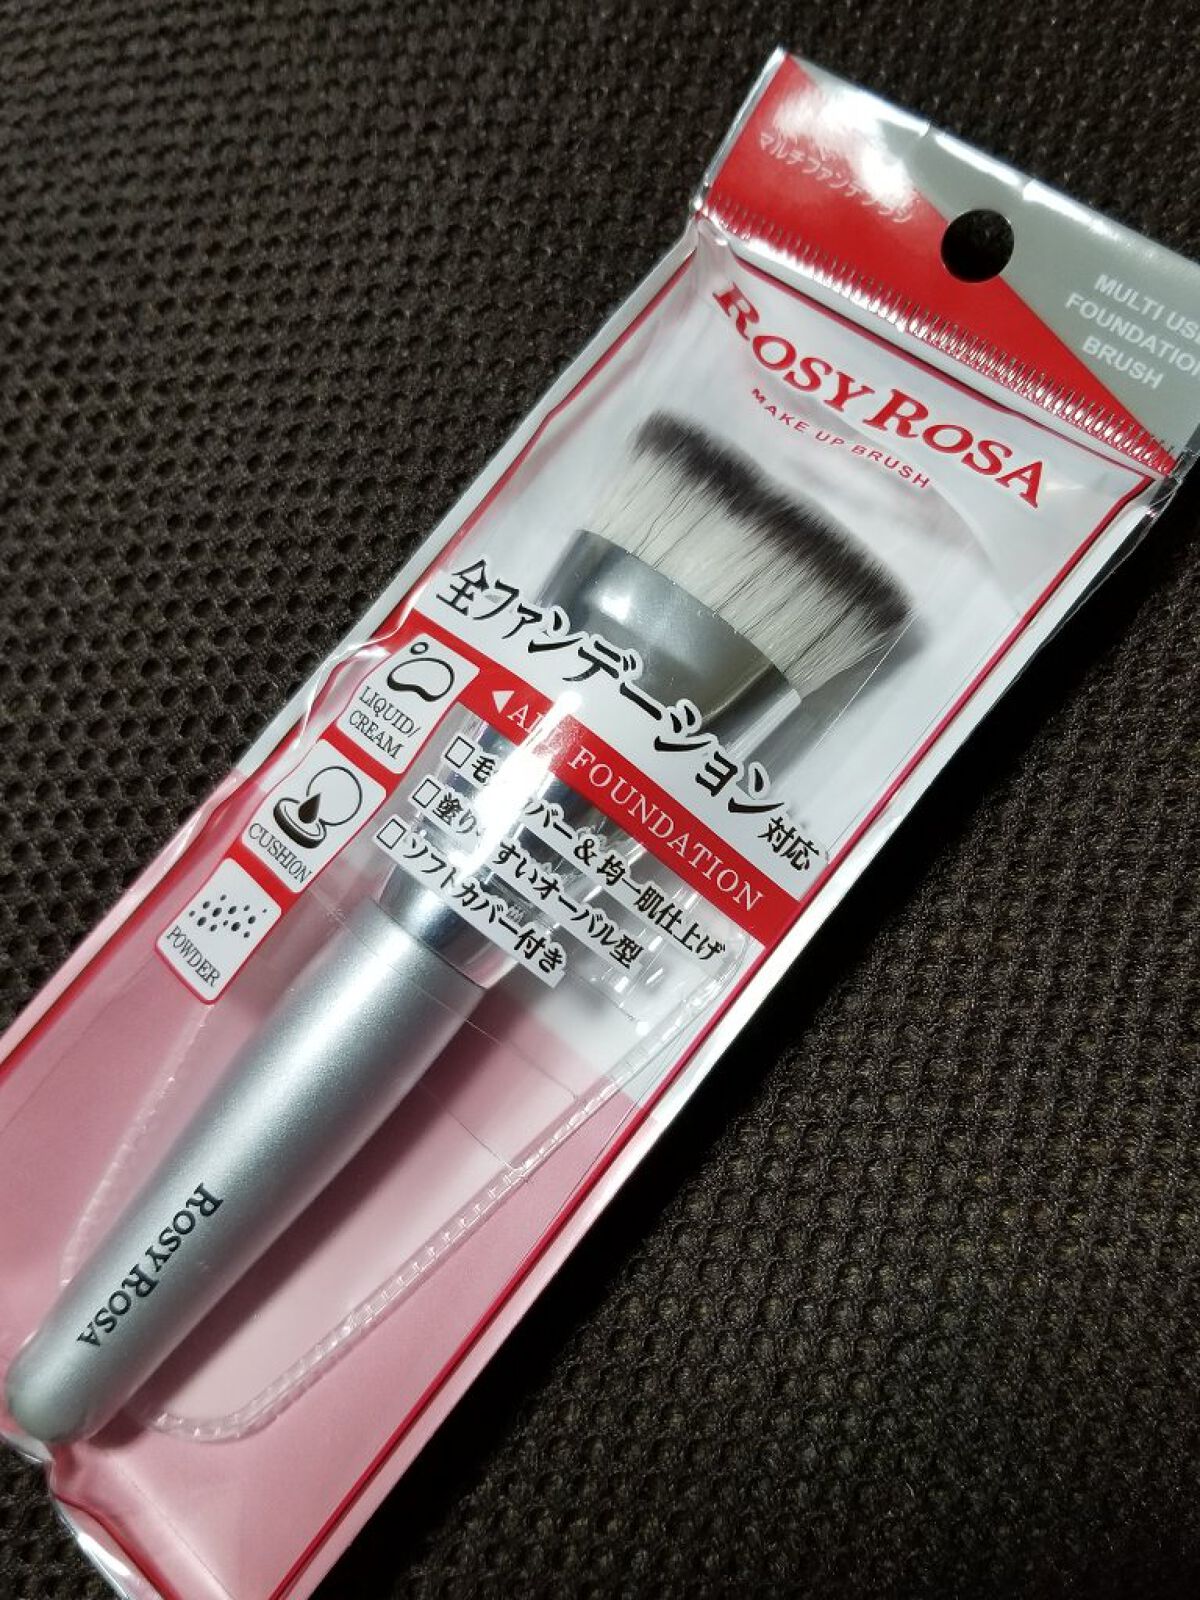 マルチファンデブラシ
MULTI USE
FOUNDATION
BRUSH
ROSY ROSA
MAKE UP BRUSH
全ファンデーション対応
◀ALL FOUNDATION
LIQUID/
CREAM
CUSHION
POWDER
□毛穴カバー&均一肌仕上げ
□塗りやすいオーバル型
□ソフトカバー付き
ROSY ROSA